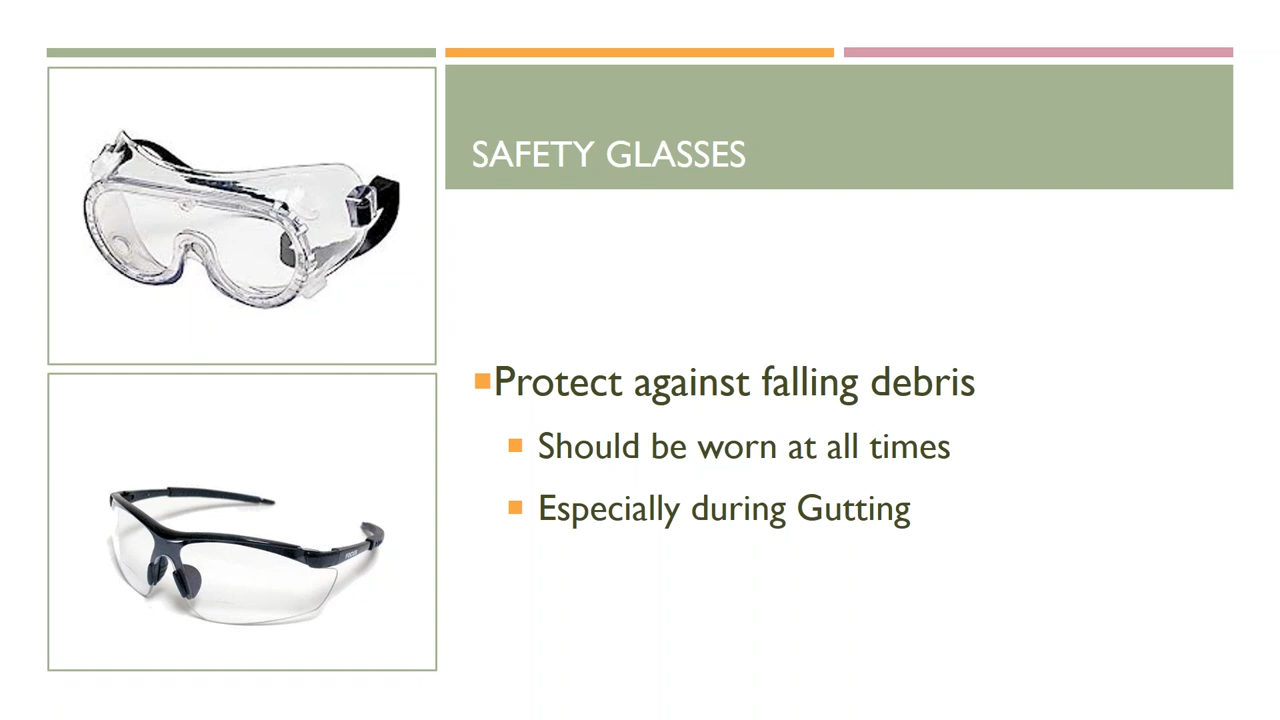 SAFETY GLASSES
Protect against falling debris
Should be worn at all times
Especially during Gutting